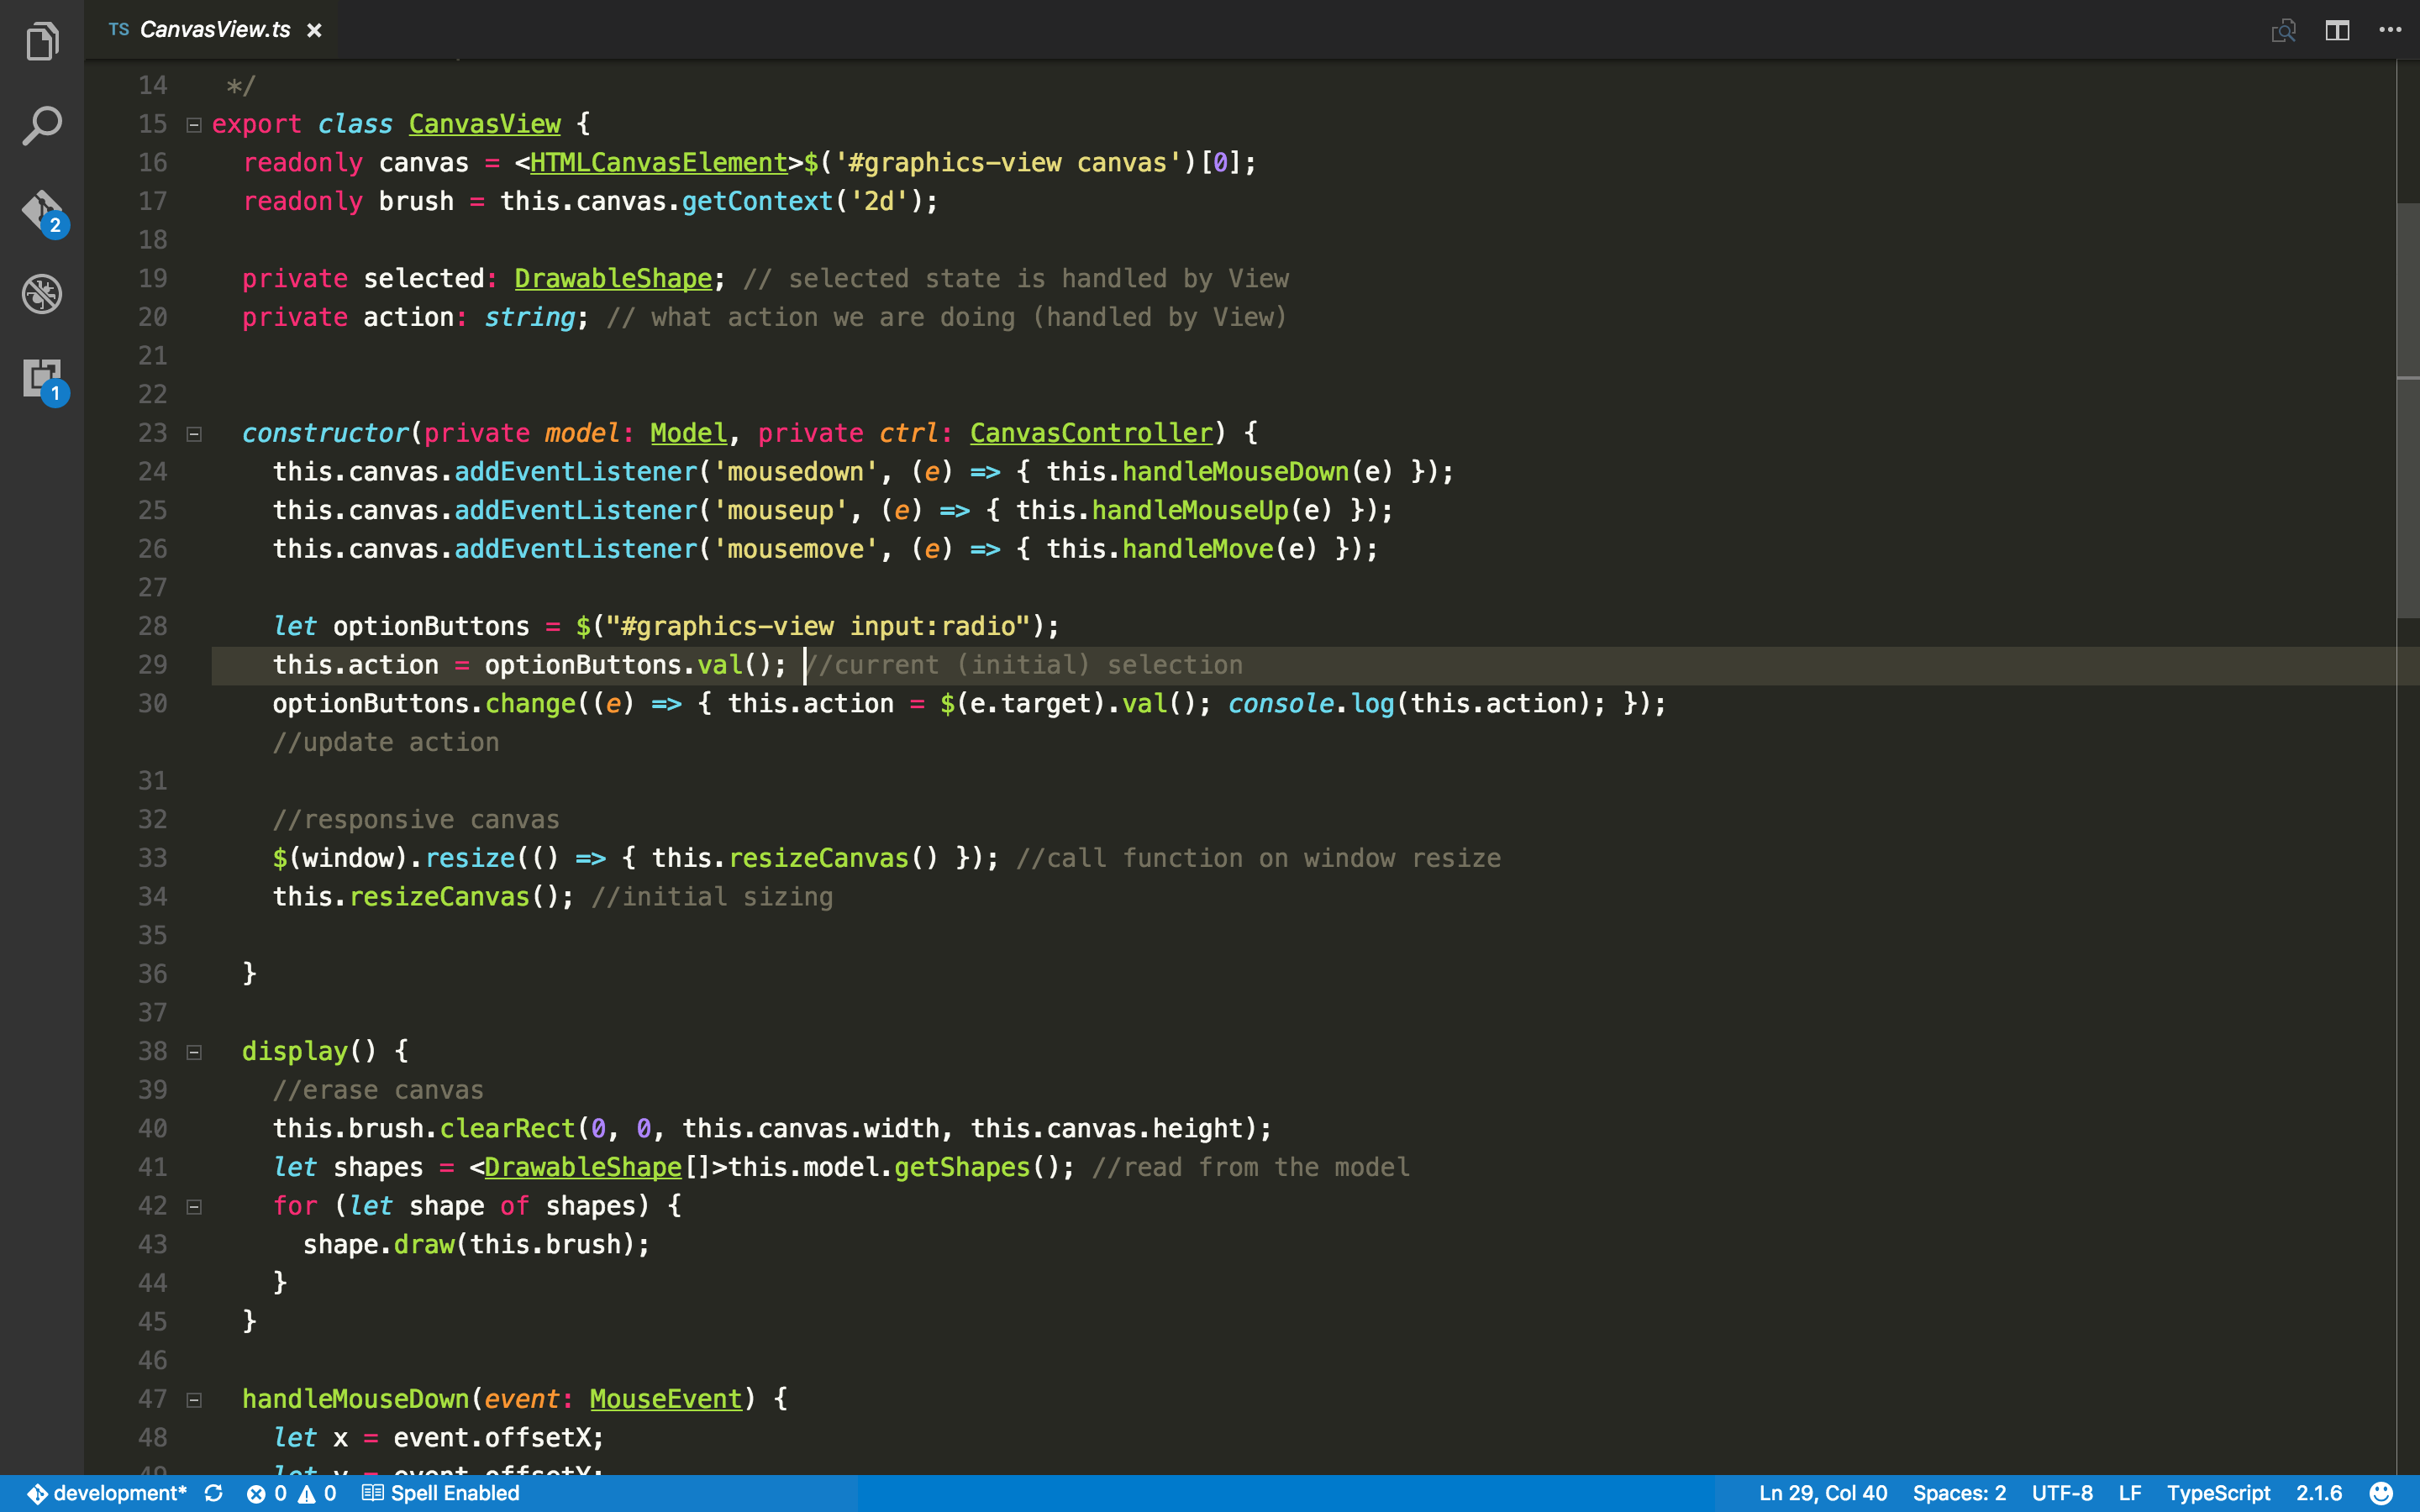 TS CanvasView.ts ×
14 */
15 export class CanvasView {
16 readonly canvas = <HTMLCanvasElement>$('#graphics-view canvas')[0];
17 readonly brush = this.canvas.getContext('2d');
18
19 private selected: DrawableShape; // selected state is handled by View
20 private action: string; // what action we are doing (handled by View)
21
22
23 constructor(private model: Model, private ctrl: CanvasController) {
24 this.canvas.addEventListener('mousedown', (e) => { this.handleMouseDown(e) });
25 this.canvas.addEventListener('mouseup', (e) => { this.handleMouseUp(e) });
26 this.canvas.addEventListener('mousemove', (e) => { this.handleMove(e) });
27
28 let optionButtons = $("#graphics-view input:radio");
29 this.action = optionButtons.val(); //current (initial) selection
30 optionButtons.change((e) => { this.action = $(e.target).val(); console.log(this.action); });
//update action
31
32 //responsive canvas
33 $(window).resize(() => { this.resizeCanvas() }); //call function on window resize
34 this.resizeCanvas(); //initial sizing
35
36 }
37
38 display() {
39 //erase canvas
40 this.brush.clearRect(0, 0, this.canvas.width, this.canvas.height);
41 let shapes = <DrawableShape[]>this.model.getShapes(); //read from the model
42 for (let shape of shapes) {
43 shape.draw(this.brush);
44 }
45 }
46
47 handleMouseDown(event: MouseEvent) {
48 let x = event.offsetX;
49 let y = event.offsetY;
2
1
development* 0 0 Spell Enabled Ln 29, Col 40 Spaces: 2 UTF-8 LF TypeScript 2.1.6